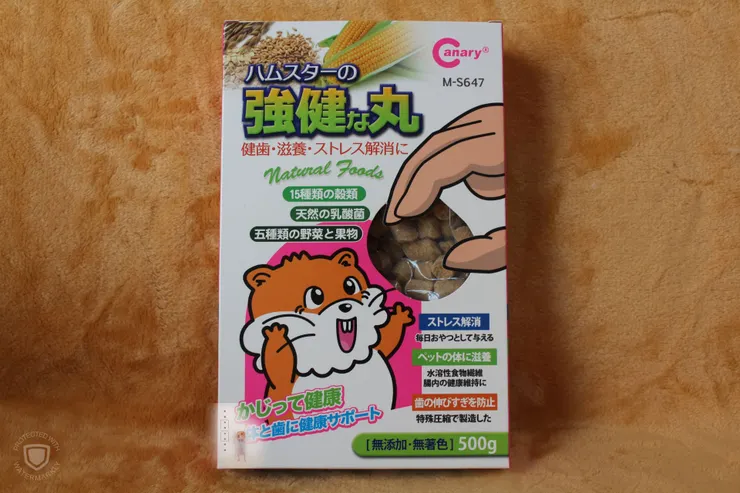 Canary®
M-S647
ハムスターの
強健な丸
健歯・滋養・ストレス解消に
Natural Foods
15種類の穀類
天然の乳酸菌
五種類の野菜と果物
ストレス解消
毎日おやつとして与える
ペットの体に滋養
水溶性食物繊維
腸内の健康維持に
歯の伸びすぎを防止
特殊圧縮で製造した
かじって健康
体と歯に健康サポート
[無添加・無著色] 500g
PROTECTED WITH
WATERMARKLY